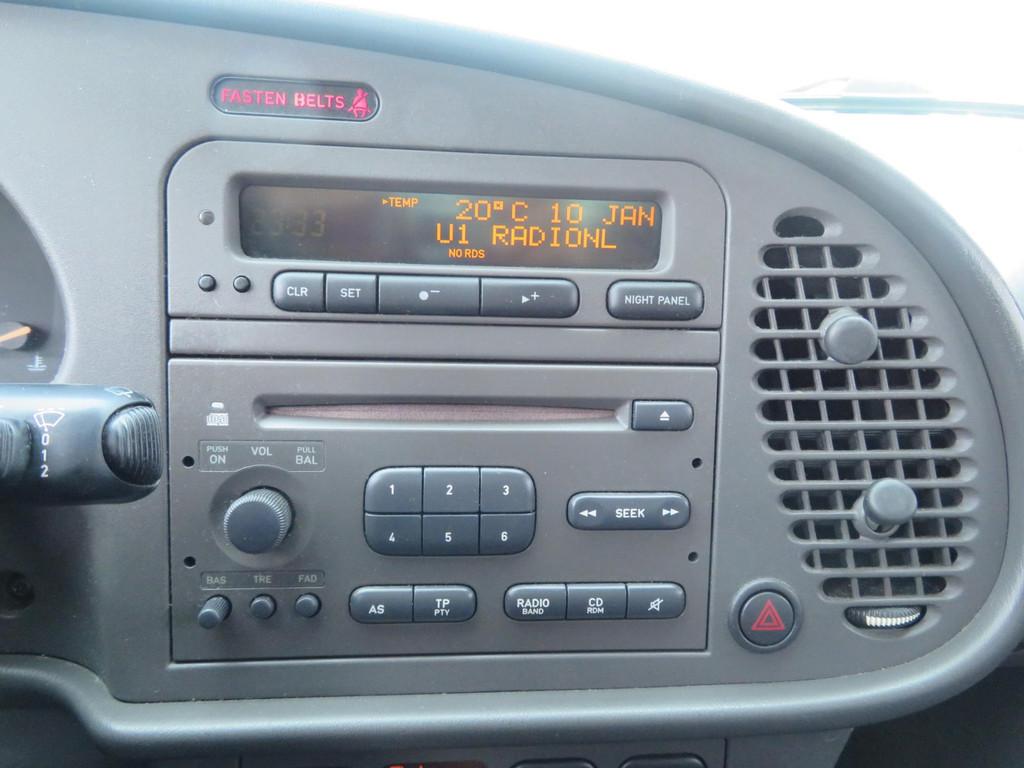 FASTEN BELTS
▸TEMP 20°C 10 JAN
U1 RADIONL
NO RDS
CLR SET ●− ▸+ NIGHT PANEL
PUSH ON VOL PULL BAL
0
1
2
1 2 3
4 5 6
◂◂ SEEK ▸▸
BAS TRE FAD
AS TP PTY RADIO BAND CD RDM